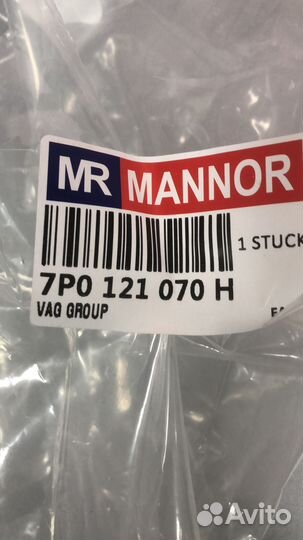 MR MANNOR
1 STUCK
7P0 121 070 H
VAG GROUP
Avito